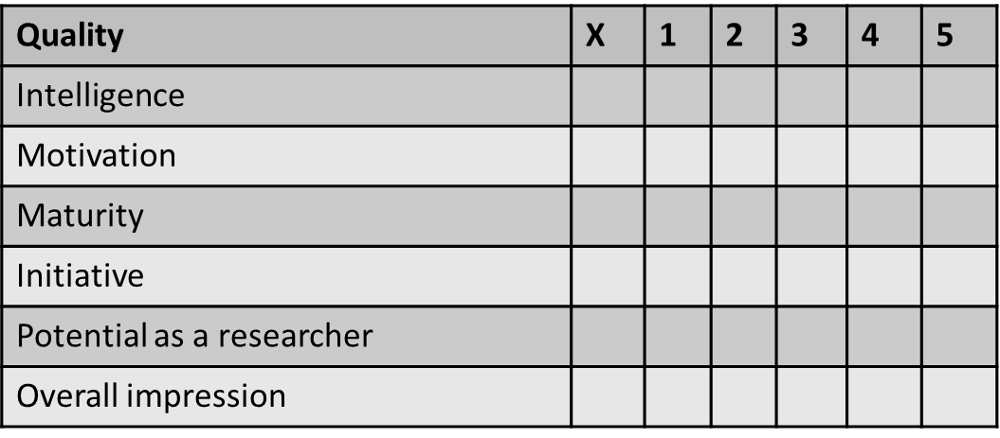 Quality X 1 2 3 4 5
Intelligence
Motivation
Maturity
Initiative
Potential as a researcher
Overall impression